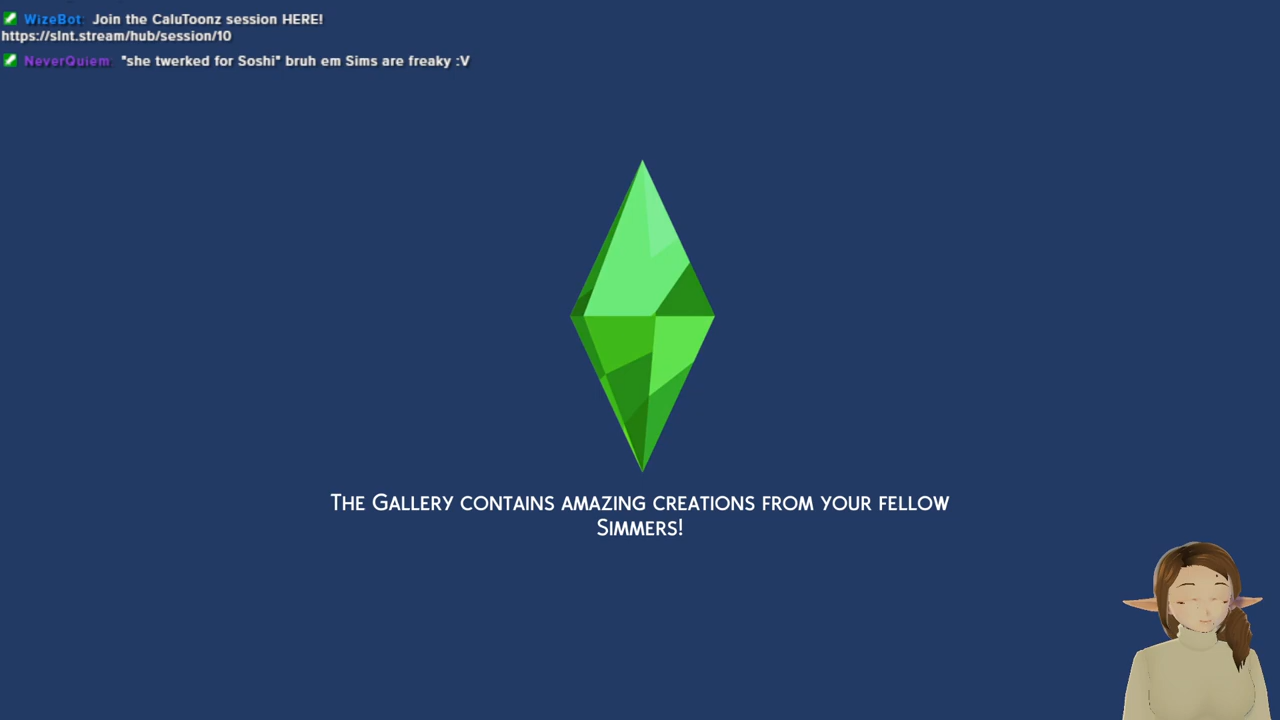 WizeBot: Join the CaluToonz session HERE!
https://slnt.stream/hub/session/10
NeverQuiem: "she twerked for Soshi" bruh em Sims are freaky :V
The Gallery contains amazing creations from your fellow
Simmers!